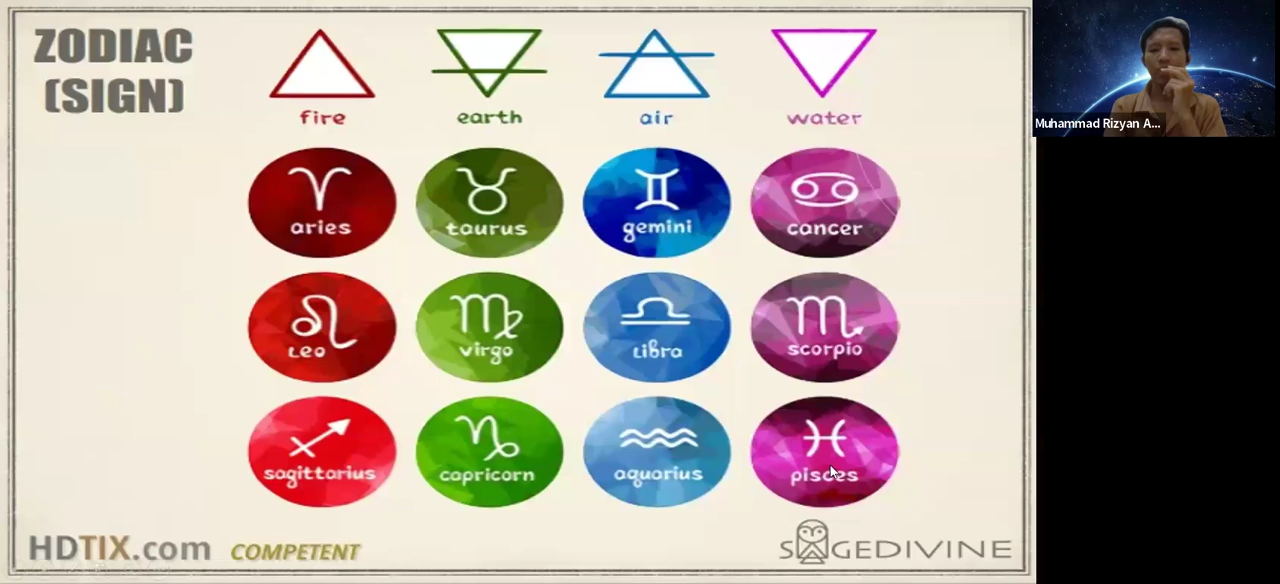 ZODIAC
(SIGN)
fire earth air water
aries taurus gemini cancer
Leo virgo Libra scorpio
sagittarius capricorn aquarius pisces
HDTIX.com COMPETENT SAGEDIVINE
Muhammad Rizyan A...